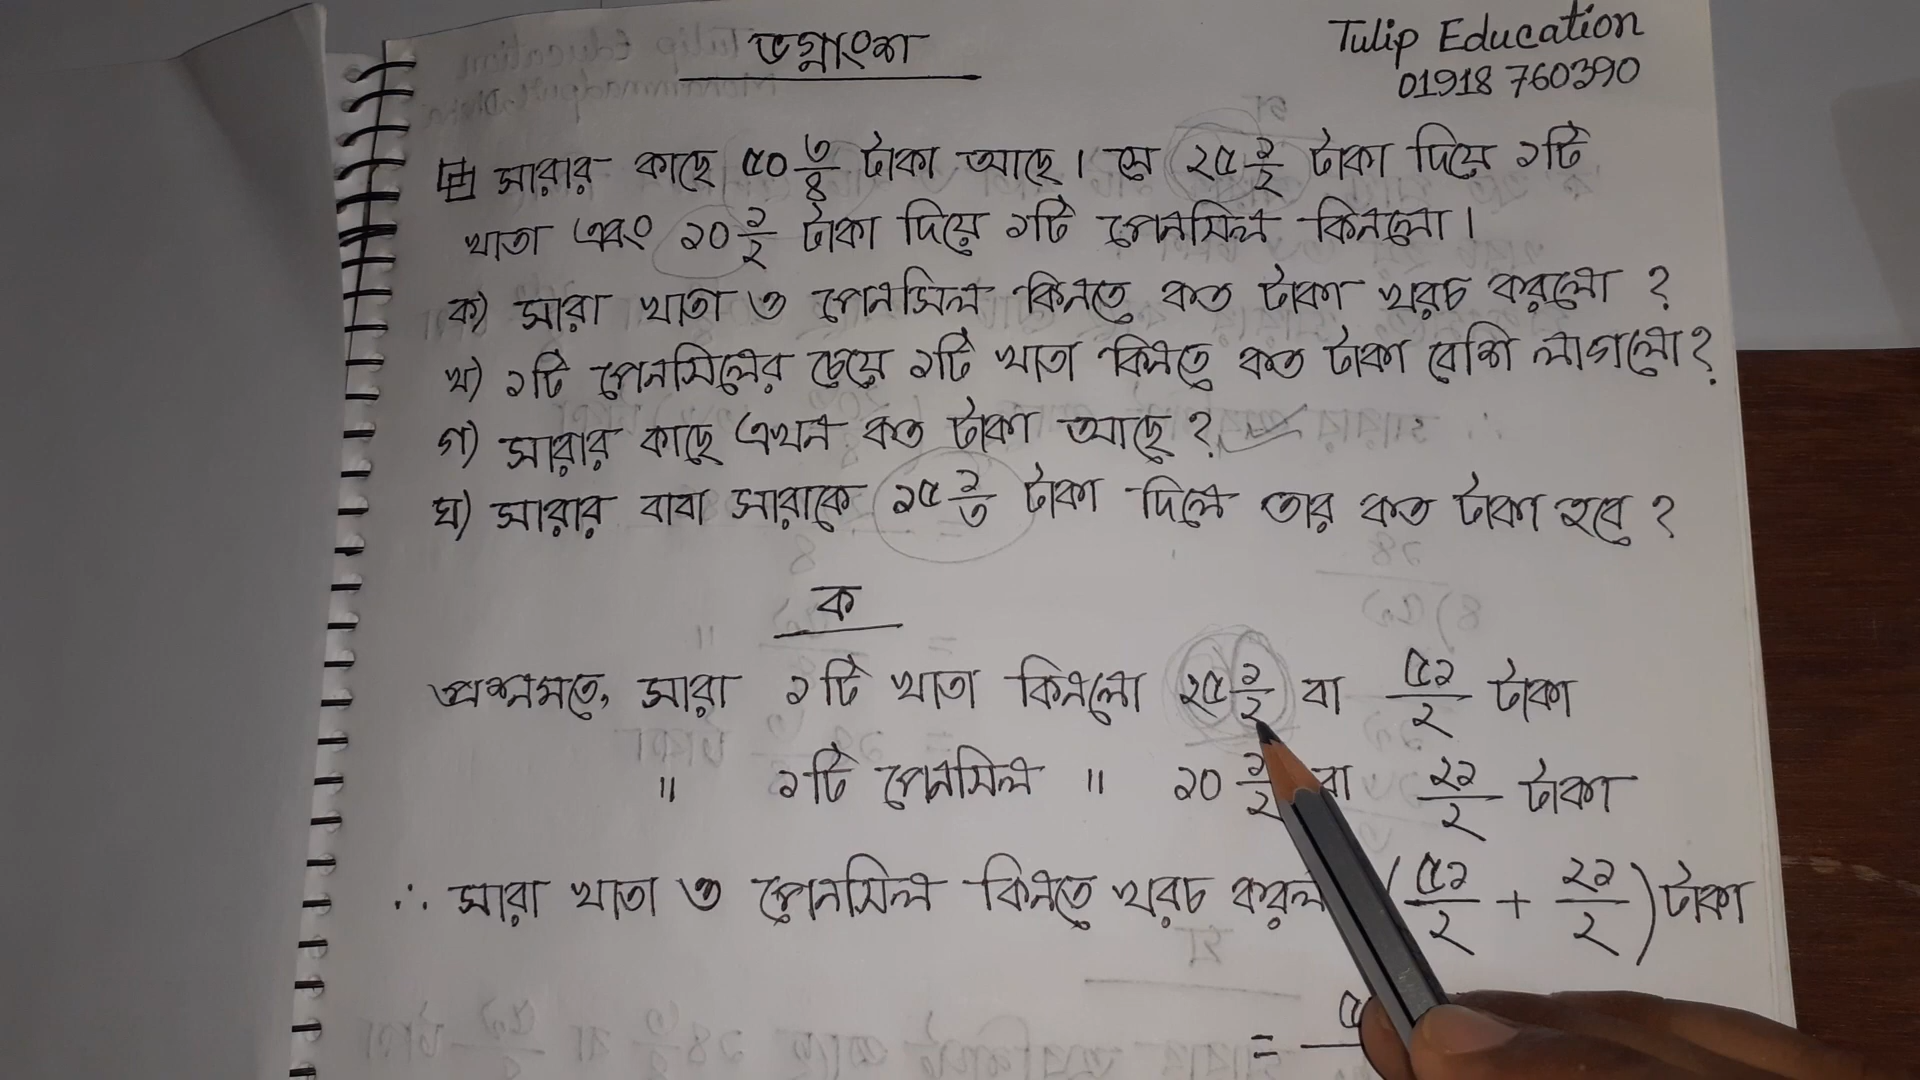 ভগ্নাংশ
Tulip Education
01918 760390
সারার কাছে ৫০ ৩/৪ টাকা আছে। সে ২৫ ১/২ টাকা দিয়ে ১টি
খাতা এবং ১০ ১/২ টাকা দিয়ে ১টি পেনসিল কিনলো।
ক) সারা খাতা ও পেনসিল কিনতে কত টাকা খরচ করলো ?
খ) ১টি পেনসিলের চেয়ে ১টি খাতা কিনতে কত টাকা বেশি লাগলো ?
গ) সারার কাছে এখন কত টাকা আছে ?
ঘ) সারার বাবা সারাকে ১৫ ১/৩ টাকা দিলে তার কত টাকা হবে ?
ক
প্রশ্নমতে, সারা ১টি খাতা কিনলো ২৫ ১/২ বা ৫১/২ টাকা
" ১টি পেনসিল " ১০ ১/২ বা ২১/২ টাকা
∴ সারা খাতা ও পেনসিল কিনতে খরচ করল (৫১/২ + ২১/২) টাকা
=